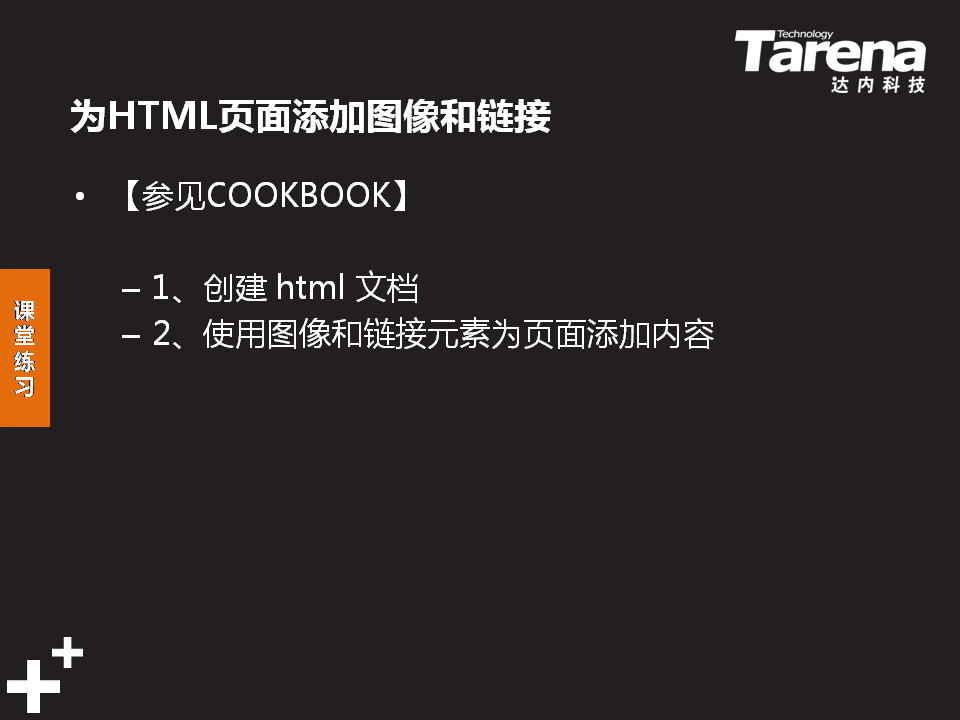 Technology
Tarena
达内科技
为HTML页面添加图像和链接
• 【参见COOKBOOK】
– 1、创建 html 文档
– 2、使用图像和链接元素为页面添加内容
课
堂
练
习